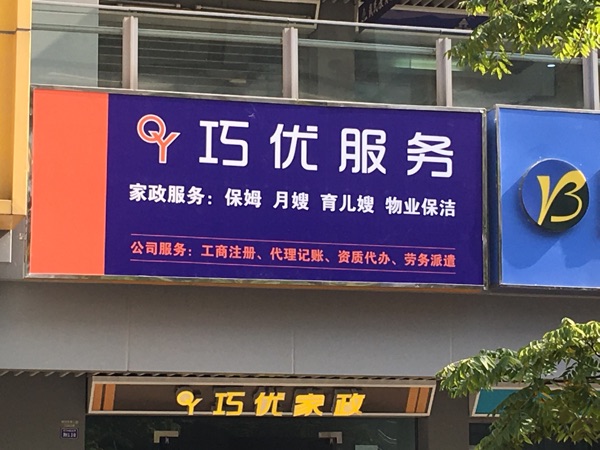 QY 巧优服务
家政服务：保姆 月嫂 育儿嫂 物业保洁
公司服务：工商注册、代理记账、资质代办、劳务派遣
B
QY 巧优家政